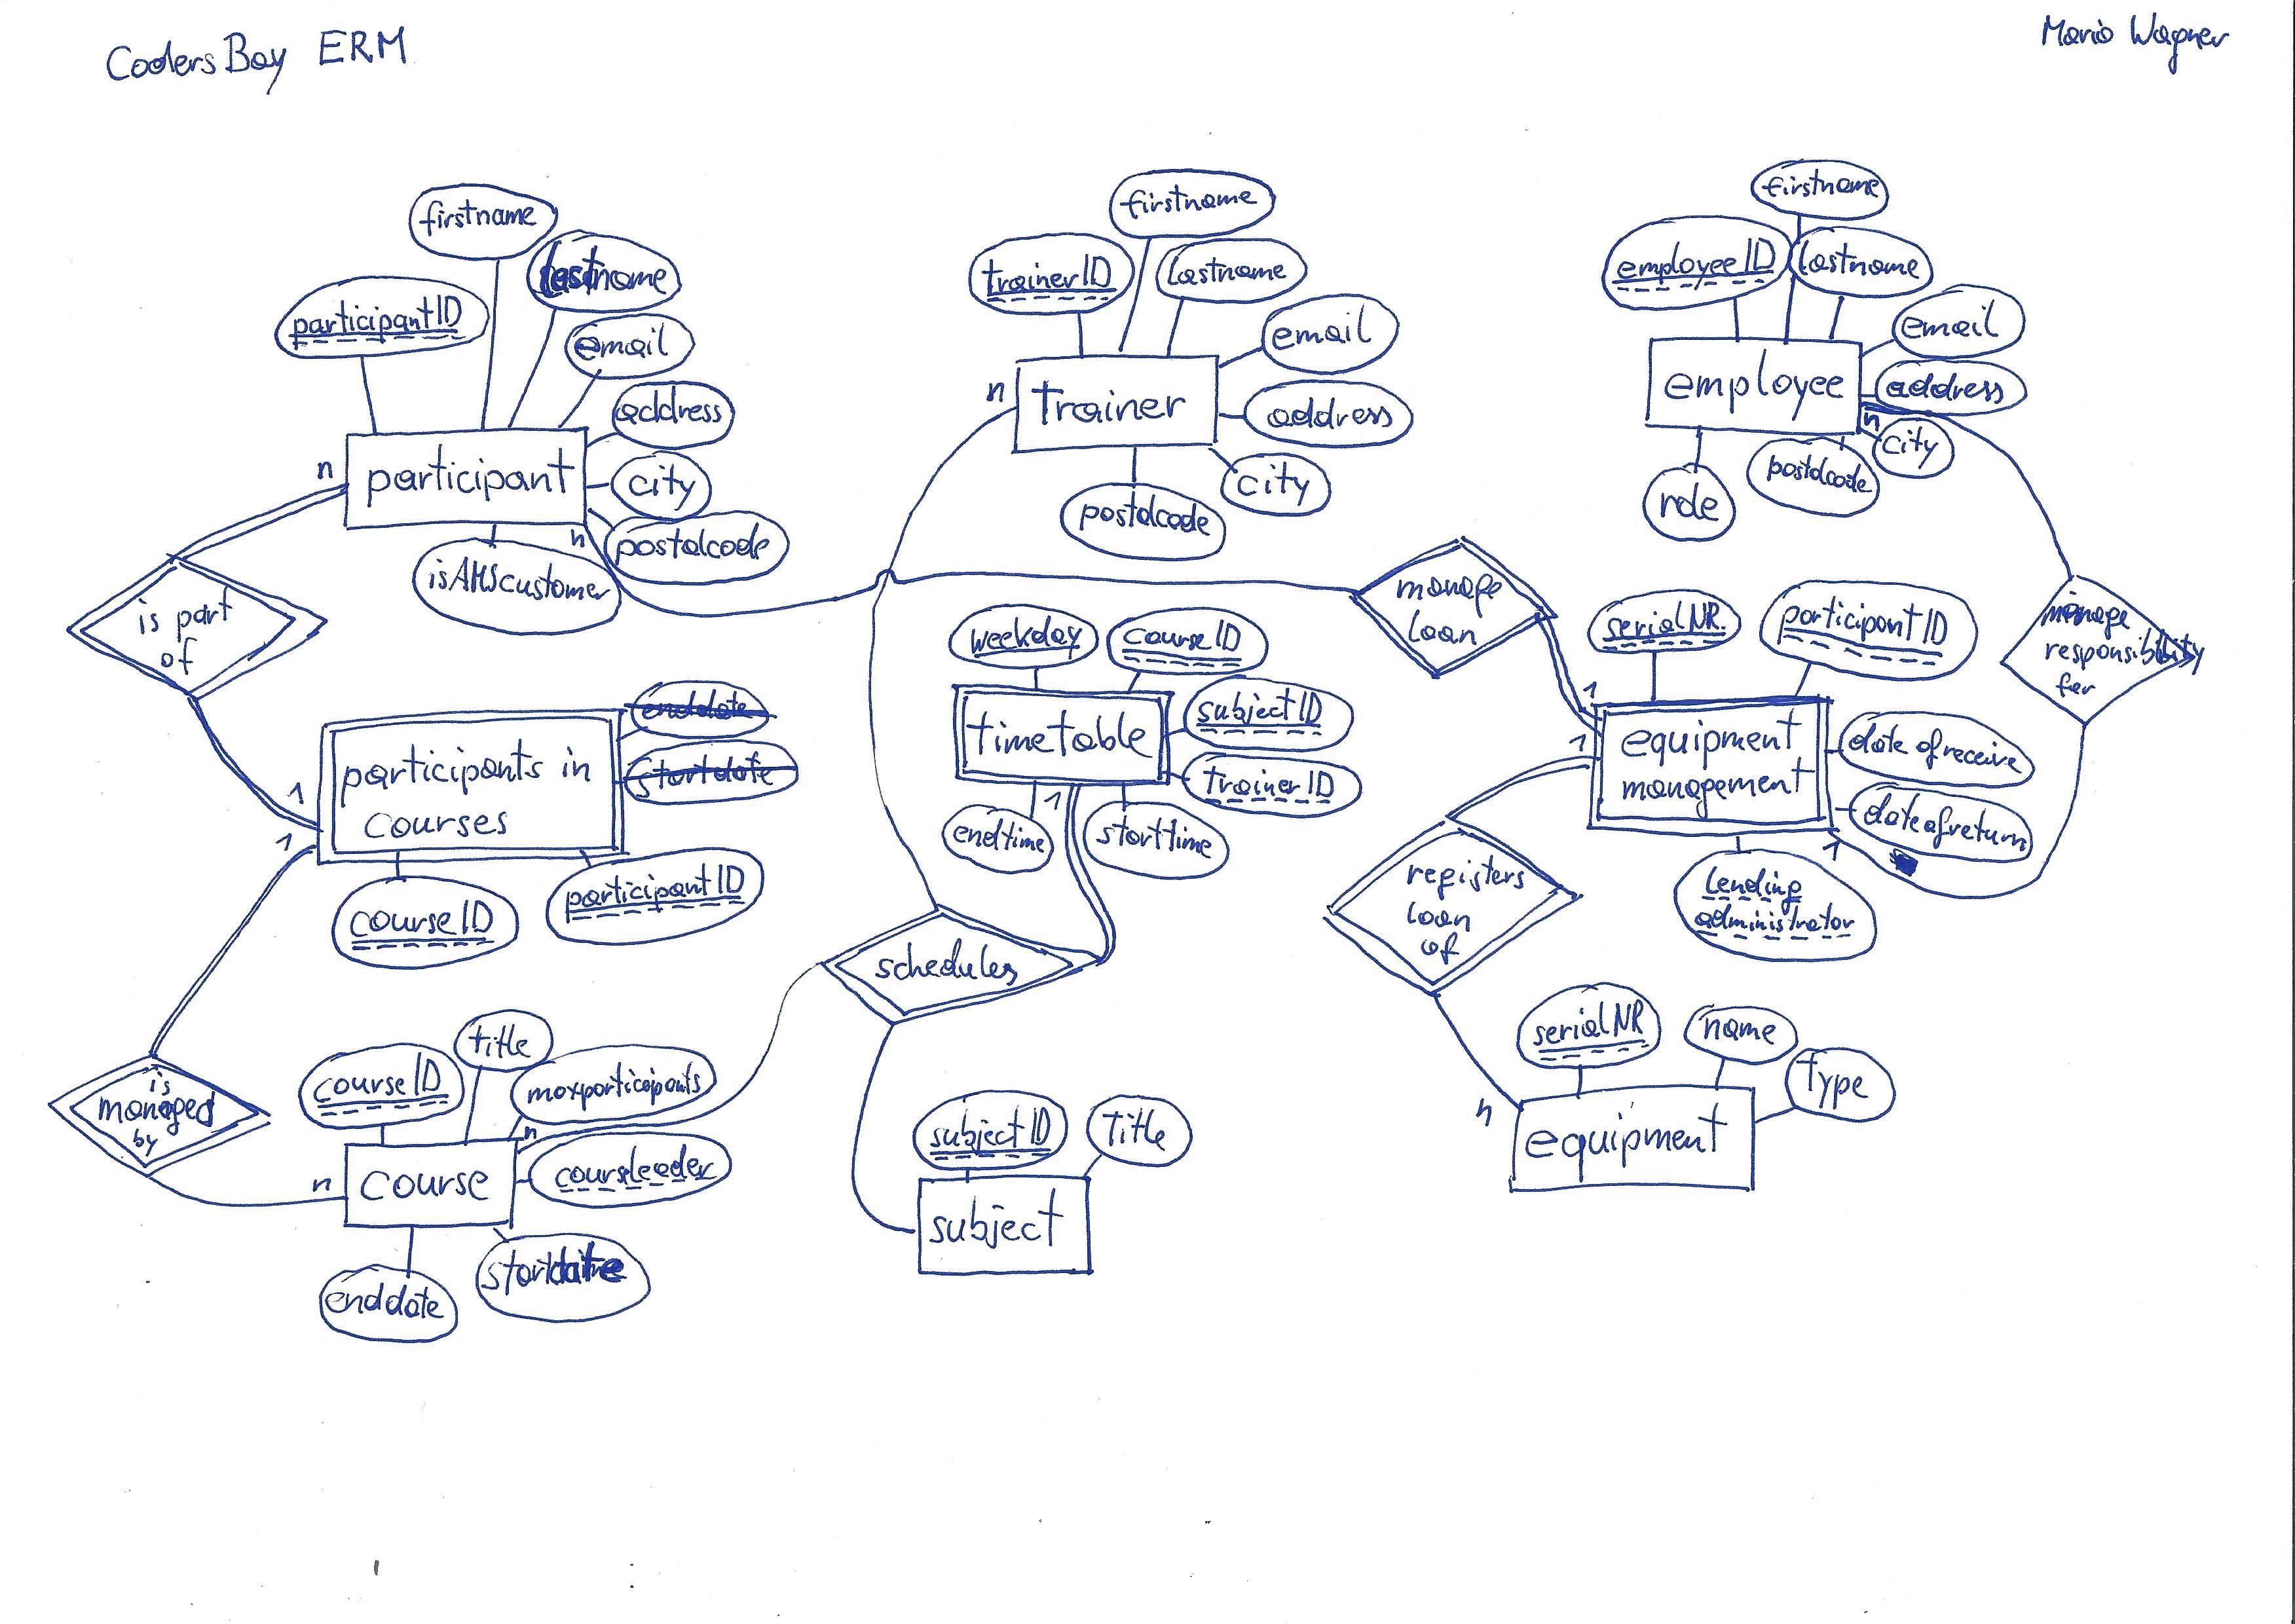 CodersBay ERM
Mario Wagner
firstname
lastname
participantID
email
address
city
postalcode
isAMScustomer
participant
n
n
is part
of
1
1
participants in
courses
enddate
startdate
courseID
participantID
is
managed
by
n
courseID
title
maxparticipants
n
courseleader
course
startdate
enddate
firstname
trainerID
lastname
email
address
city
postalcode
trainer
n
weekday
courseID
subjectID
trainerID
timetable
endtime
1
starttime
schedules
subjectID
Title
subject
firstname
employeeID
lastname
email
address
city
postalcode
role
employee
n
manage
loan
1
1
serialNR.
participantID
manage
responsibility
for
equipment
management
date of receive
date of return
1
Lending
administrator
registers
loan
of
serialNR
name
Type
n
equipment